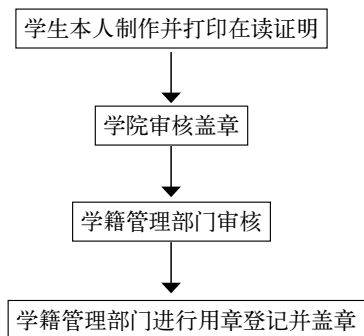 学生本人制作并打印在读证明
学院审核盖章
学籍管理部门审核
学籍管理部门进行用章登记并盖章